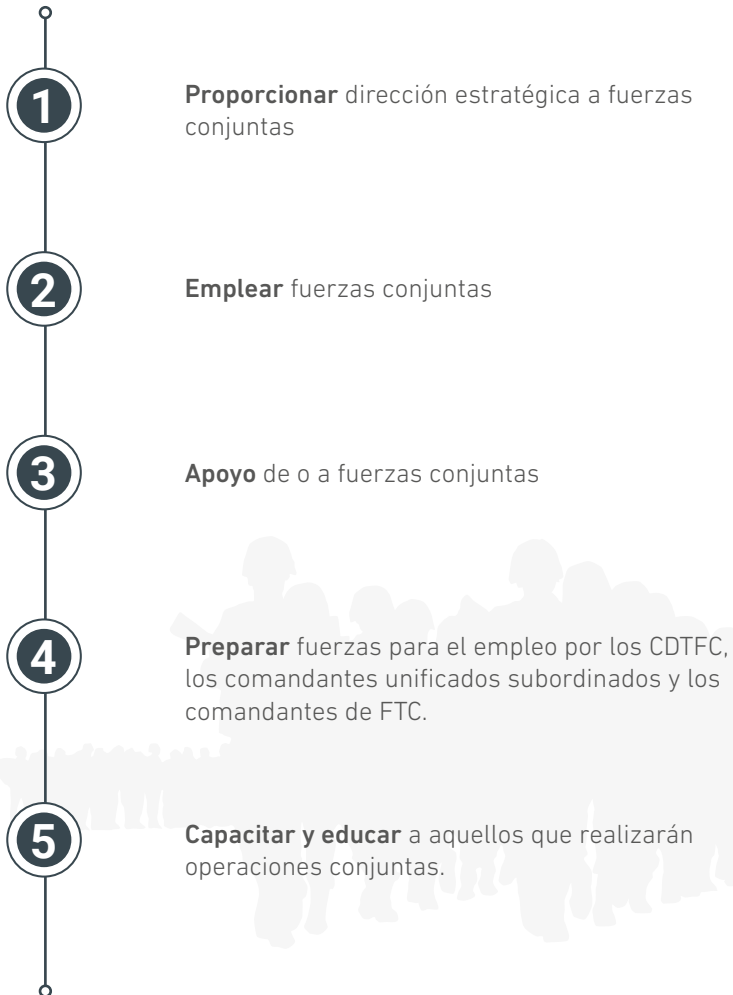 1
Proporcionar dirección estratégica a fuerzas
conjuntas
2
Emplear fuerzas conjuntas
3
Apoyo de o a fuerzas conjuntas
4
Preparar fuerzas para el empleo por los CDTFC,
los comandantes unificados subordinados y los
comandantes de FTC.
5
Capacitar y educar a aquellos que realizarán
operaciones conjuntas.